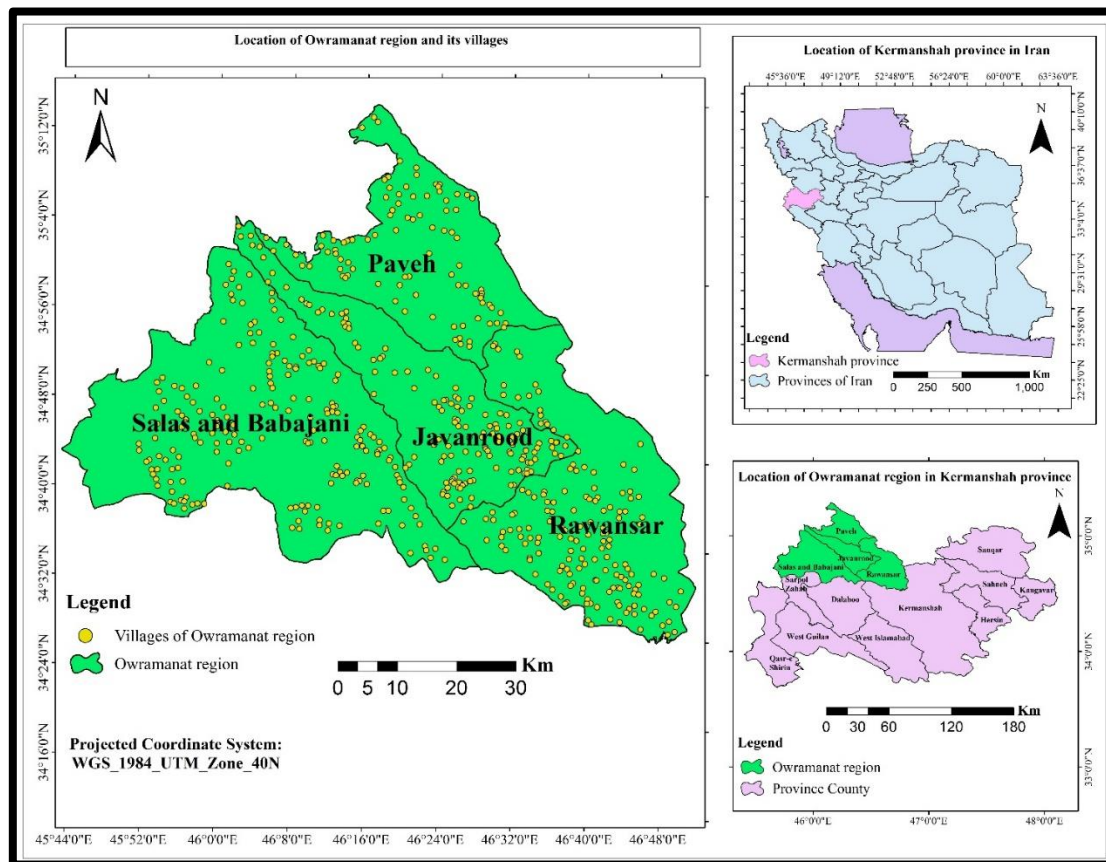 Location of Owramanat region and its villages
N
35°12'0"N
35°4'0"N
34°56'0"N
34°48'0"N
34°40'0"N
34°32'0"N
34°24'0"N
34°16'0"N
Paveh
Salas and Babajani
Javanrood
Rawansar
Legend
Villages of Owramanat region
Owramanat region
Km
0 5 10 20 30
Projected Coordinate System:
WGS_1984_UTM_Zone_40N
45°44'0"E 45°52'0"E 46°0'0"E 46°8'0"E 46°16'0"E 46°24'0"E 46°32'0"E 46°40'0"E 46°48'0"E
Location of Kermanshah province in Iran
45°36'0"E 49°12'0"E 52°48'0"E 56°24'0"E 60°0'0"E 63°36'0"E
N
40°10'0"N
36°37'0"N
33°4'0"N
29°31'0"N
25°58'0"N
22°25'0"N
Legend
Kermanshah province
Provinces of Iran
Km
0 250 500 1,000
Location of Owramanat region in Kermanshah province
N
35°0'0"N
34°0'0"N
33°0'0"N
Paveh
Javanrood
Salas and Babajani
Rawansar
Sarpol
Zahab
Dalahoo
Kermanshah
Sanqar
Sahneh
Kangavar
Hersin
West Guilan
West Islamabad
Qasr-e
Shirin
Km
0 30 60 120 180
Legend
Owramanat region
Province County
46°0'0"E 47°0'0"E 48°0'0"E